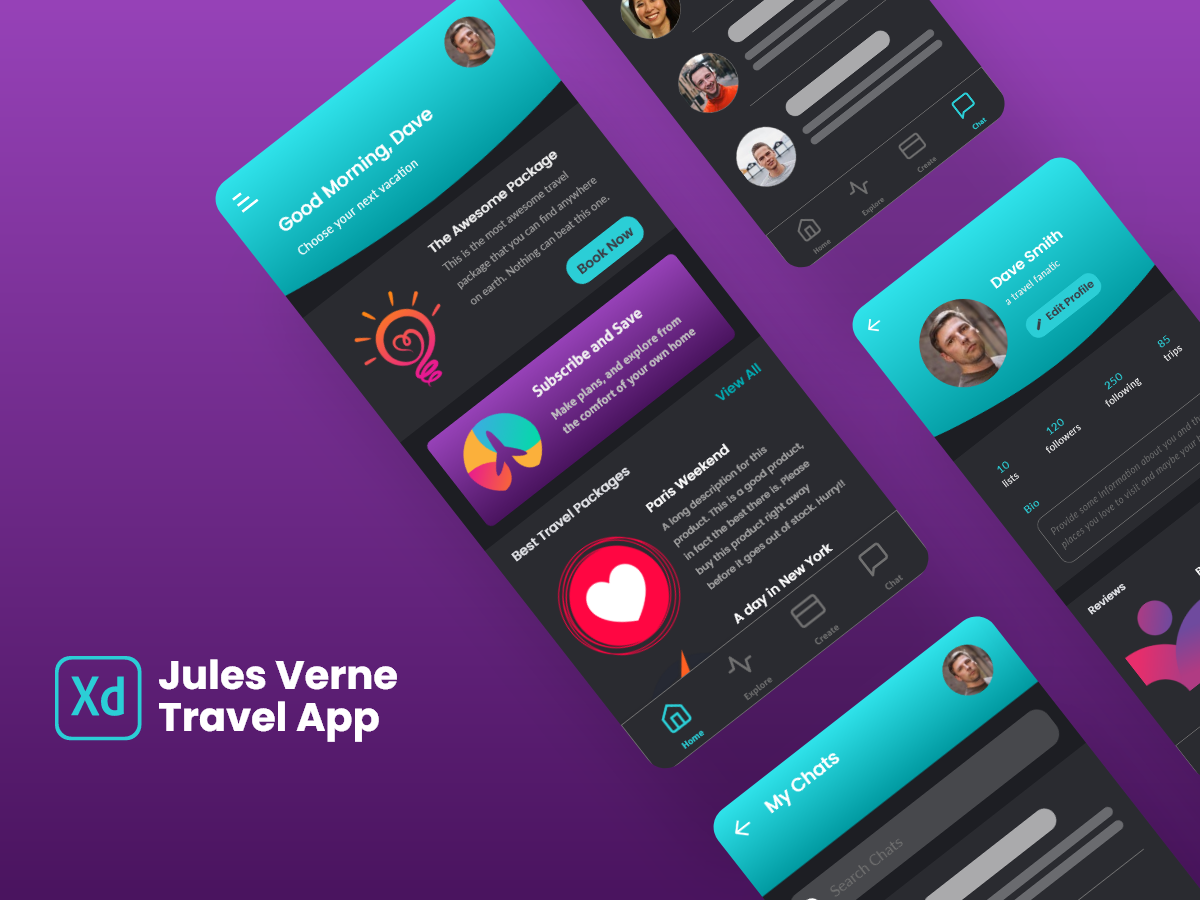 Good Morning, Dave
Choose your next vacation
The Awesome Package
This is the most awesome travel
package that you can find anywhere
on earth. Nothing can beat this one.
Book Now
Subscribe and Save
Make plans, and explore from
the comfort of your own home
Best Travel Packages
View All
Paris Weekend
A long description for this
product. This is a good product,
in fact the best there is. Please
buy this product right away
before it goes out of stock. Hurry!!
A day in New York
Home
Explore
Create
Chat
Home
Explore
Create
Chat
Dave Smith
a travel fanatic
Edit Profile
10
lists
120
followers
250
following
85
trips
Bio
Provide some information about you and the
places you love to visit and maybe your
Reviews
My Chats
Search Chats
Xd
Jules Verne
Travel App